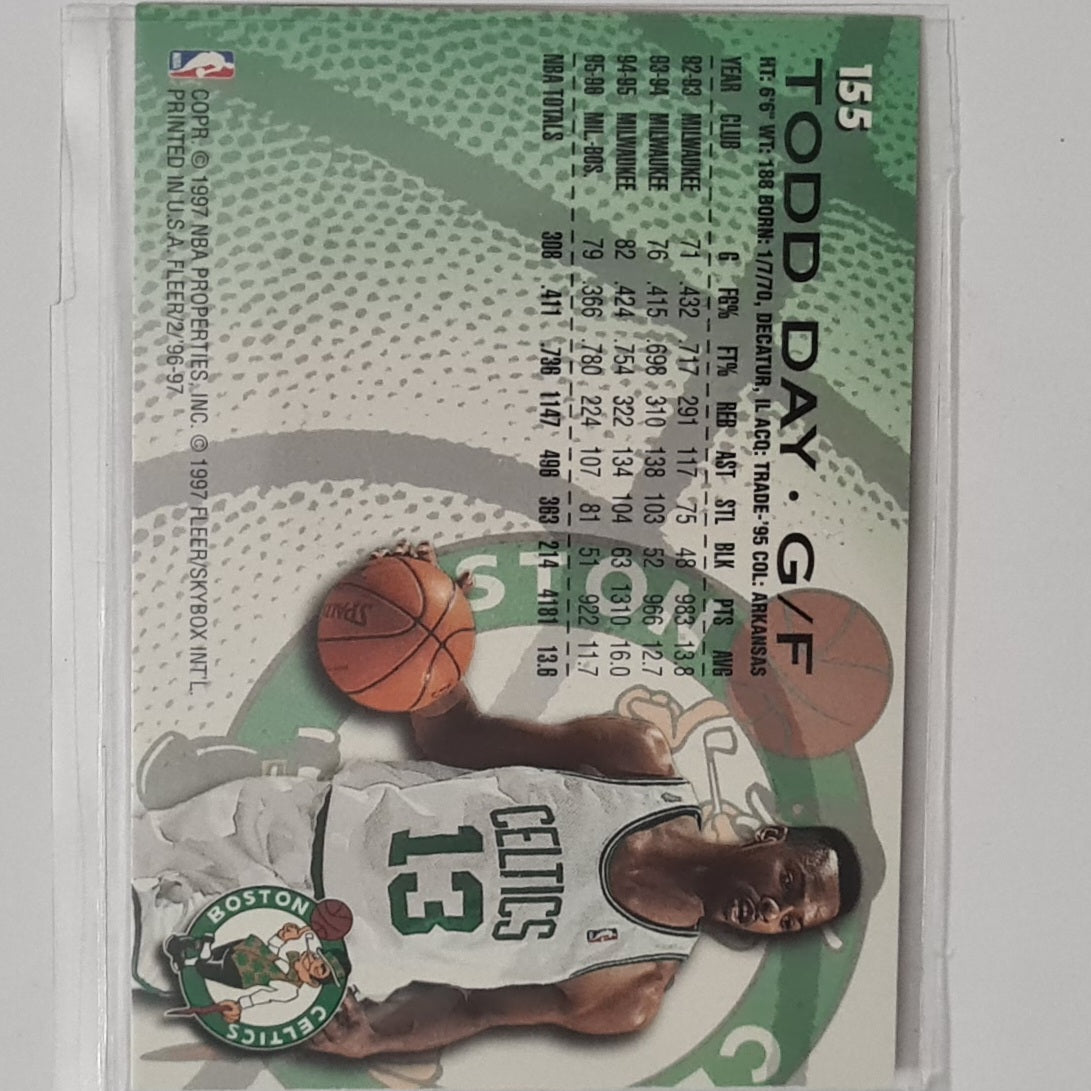 155
TODD DAY • G/F
HT: 6'6" WT: 188 BORN: 1/7/70, DECATUR, IL ACQ: TRADE-'95 COL: ARKANSAS
YEAR CLUB G FG% FT% REB AST STL BLK PTS AVG
92-93 MILWAUKEE 71 .432 .717 291 117 75 48 983 13.8
93-94 MILWAUKEE 76 .415 .698 310 138 103 52 966 12.7
94-95 MILWAUKEE 82 .424 .754 322 134 104 63 1310 16.0
95-96 MIL.-BOS. 79 .366 .780 224 107 81 51 922 11.7
NBA TOTALS 308 .411 .738 1147 496 363 214 4181 13.6
STON
C
SPALDING
CELTICS
13
BOSTON
CELTICS
NBA
COPR. © 1997 NBA PROPERTIES, INC. © 1997 FLEER/SKYBOX INT'L.
PRINTED IN U.S.A. FLEER/2/'96-97